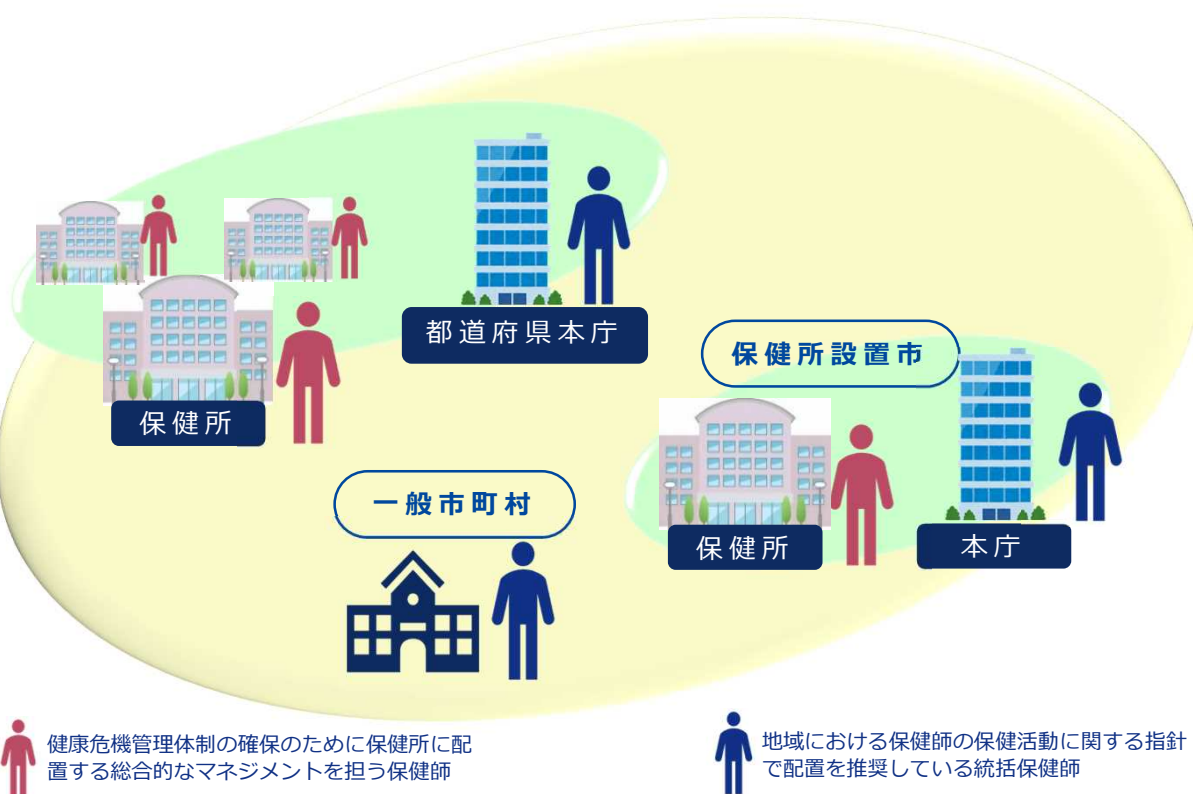 都道府県本庁
保健所設置市
保健所
一般市町村
保健所
本庁
健康危機管理体制の確保のために保健所に配
置する総合的なマネジメントを担う保健師
地域における保健師の保健活動に関する指針
で配置を推奨している統括保健師